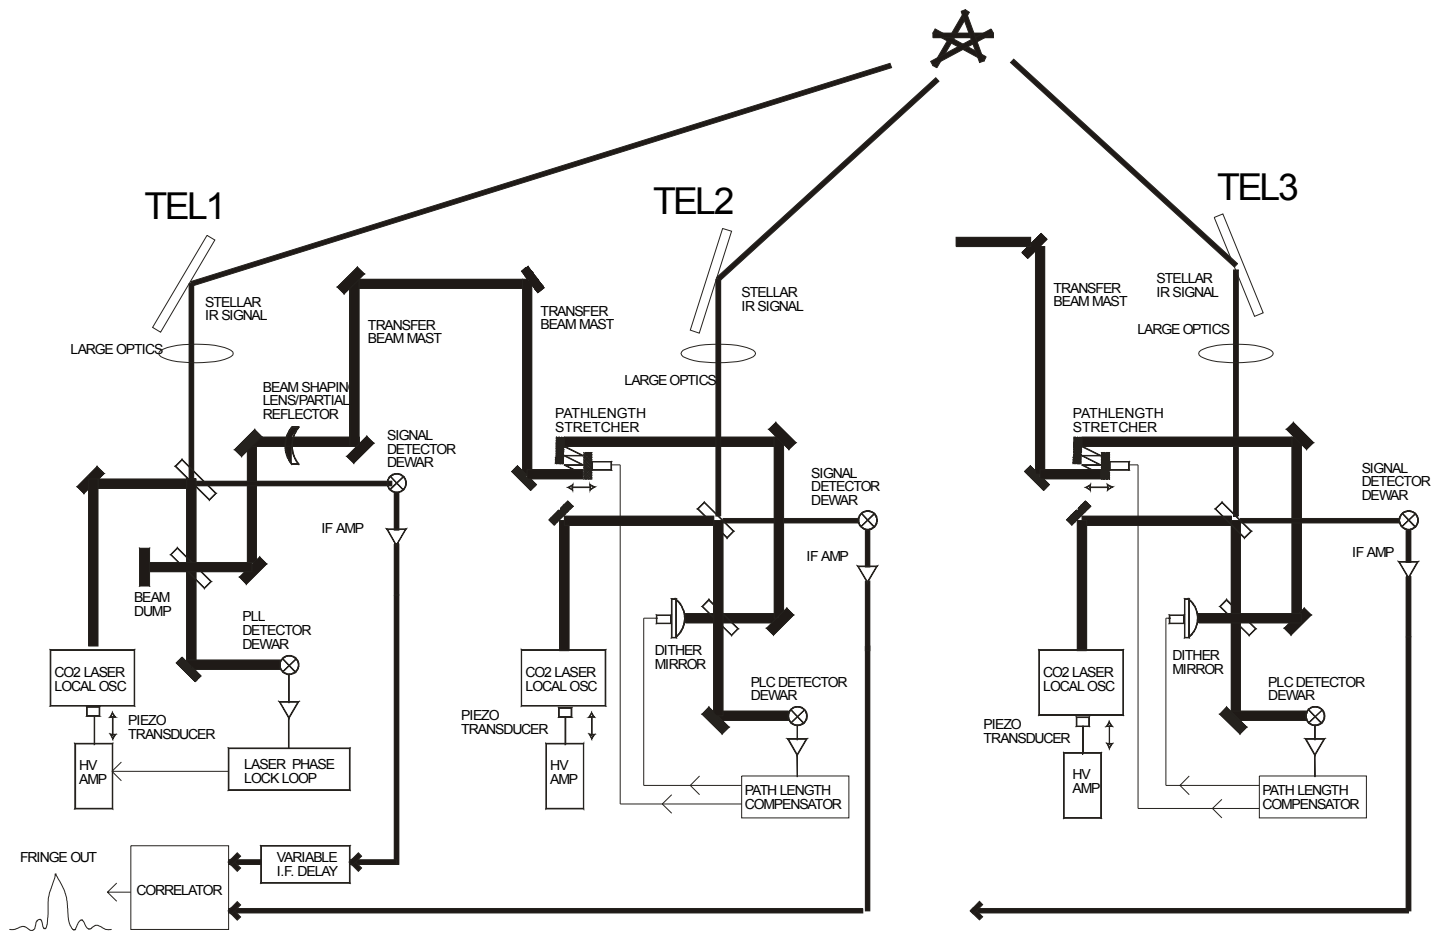 TEL1
TEL2
TEL3
STELLAR
IR SIGNAL
LARGE OPTICS
TRANSFER
BEAM MAST
TRANSFER
BEAM MAST
BEAM SHAPIN
LENS/PARTIAL
REFLECTOR
SIGNAL
DETECTOR
DEWAR
IF AMP
BEAM
DUMP
PLL
DETECTOR
DEWAR
CO2 LASER
LOCAL OSC
PIEZO
TRANSDUCER
HV
AMP
LASER PHASE
LOCK LOOP
VARIABLE
I.F. DELAY
CORRELATOR
FRINGE OUT
STELLAR
IR SIGNAL
LARGE OPTICS
PATHLENGTH
STRETCHER
SIGNAL
DETECTOR
DEWAR
IF AMP
DITHER
MIRROR
PLC DETECTOR
DEWAR
CO2 LASER
LOCAL OSC
PIEZO
TRANSDUCER
HV
AMP
PATH LENGTH
COMPENSATOR
STELLAR
IR SIGNAL
TRANSFER
BEAM MAST
LARGE OPTICS
PATHLENGTH
STRETCHER
SIGNAL
DETECTOR
DEWAR
IF AMP
DITHER
MIRROR
PLC DETECTOR
DEWAR
CO2 LASER
LOCAL OSC
PIEZO
TRANSDUCER
HV
AMP
PATH LENGTH
COMPENSATOR